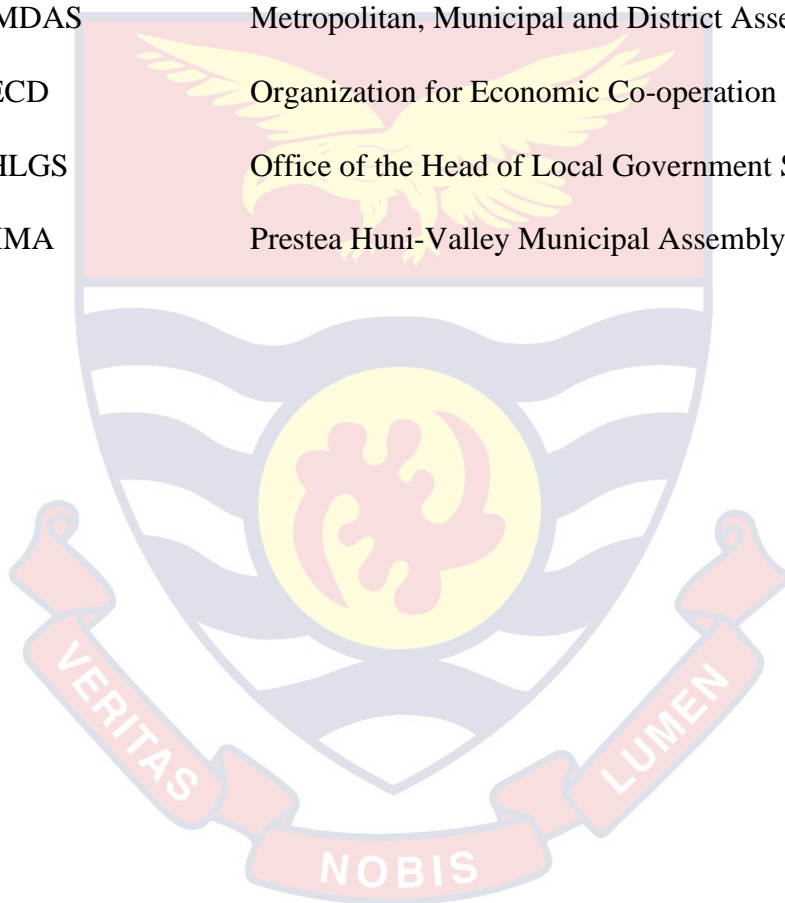 MDAS Metropolitan, Municipal and District Asse
ECD Organization for Economic Co-operation
HLGS Office of the Head of Local Government S
IMA Prestea Huni-Valley Municipal Assembly
VERITAS
NOBIS
LUMEN